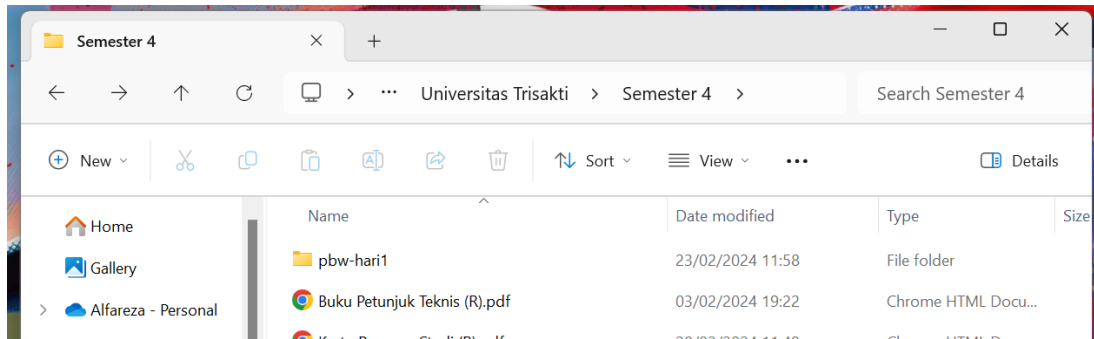 Semester 4
Universitas Trisakti > Semester 4 >
Search Semester 4
New
Sort
View
Details
Home
Gallery
Alfareza - Personal
Name Date modified Type Size
pbw-hari1 23/02/2024 11:58 File folder
Buku Petunjuk Teknis (R).pdf 03/02/2024 19:22 Chrome HTML Docu...